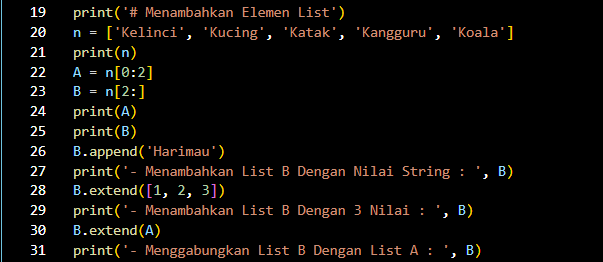 19 print('# Menambahkan Elemen List')
20 n = ['Kelinci', 'Kucing', 'Katak', 'Kangguru', 'Koala']
21 print(n)
22 A = n[0:2]
23 B = n[2:]
24 print(A)
25 print(B)
26 B.append('Harimau')
27 print('- Menambahkan List B Dengan Nilai String : ', B)
28 B.extend([1, 2, 3])
29 print('- Menambahkan List B Dengan 3 Nilai : ', B)
30 B.extend(A)
31 print('- Menggabungkan List B Dengan List A : ', B)